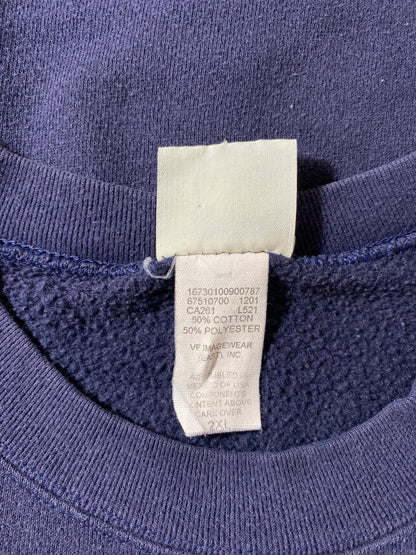 16730100900787
67510700 1201
CA261 L521
50% COTTON
50% POLYESTER
VF IMAGEWEAR
(EAST), INC.
ASSEMBLED IN
MEXICO OF USA
COMPONENTS
CONTENT ABOVE
CARE OVER
2XL